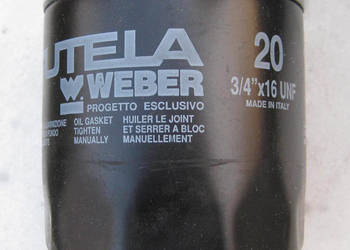 UTELA
WEBER
PROGETTO ESCLUSIVO
OIL GASKET
TIGHTEN
MANUALLY
HUILER LE JOINT
ET SERRER A BLOC
MANUELLEMENT
20
3/4"x16 UNF
MADE IN ITALY